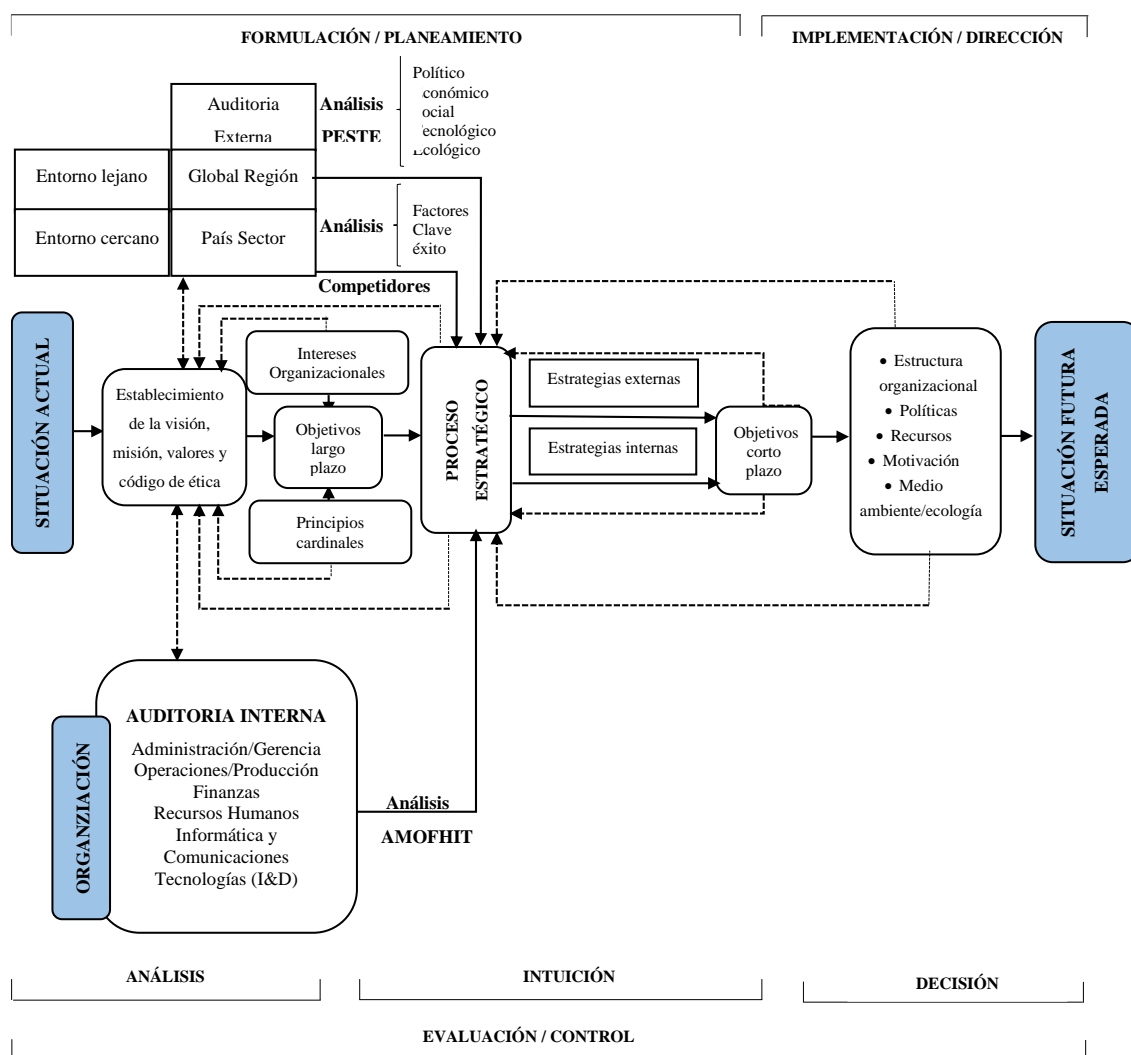 FORMULACIÓN / PLANEAMIENTO
IMPLEMENTACIÓN / DIRECCIÓN
Auditoria
Externa
Análisis
PESTE
Político
conómico
ocial
ecnológico
cológico
Entorno lejano
Global Región
Entorno cercano
País Sector
Análisis
Competidores
Factores
Clave
éxito
SITUACIÓN ACTUAL
Establecimiento
de la visión,
misión, valores y
código de ética
Intereses
Organizacionales
Objetivos
largo
plazo
Principios
cardinales
PROCESO
ESTRATÉGICO
Estrategias externas
Estrategias internas
Objetivos
corto
plazo
• Estructura
organizacional
• Políticas
• Recursos
• Motivación
• Medio
ambiente/ecología
SITUACIÓN FUTURA
ESPERADA
ORGANZIACIÓN
AUDITORIA INTERNA
Administración/Gerencia
Operaciones/Producción
Finanzas
Recursos Humanos
Informática y
Comunicaciones
Tecnologías (I&D)
Análisis
AMOFHIT
ANÁLISIS
INTUICIÓN
DECISIÓN
EVALUACIÓN / CONTROL